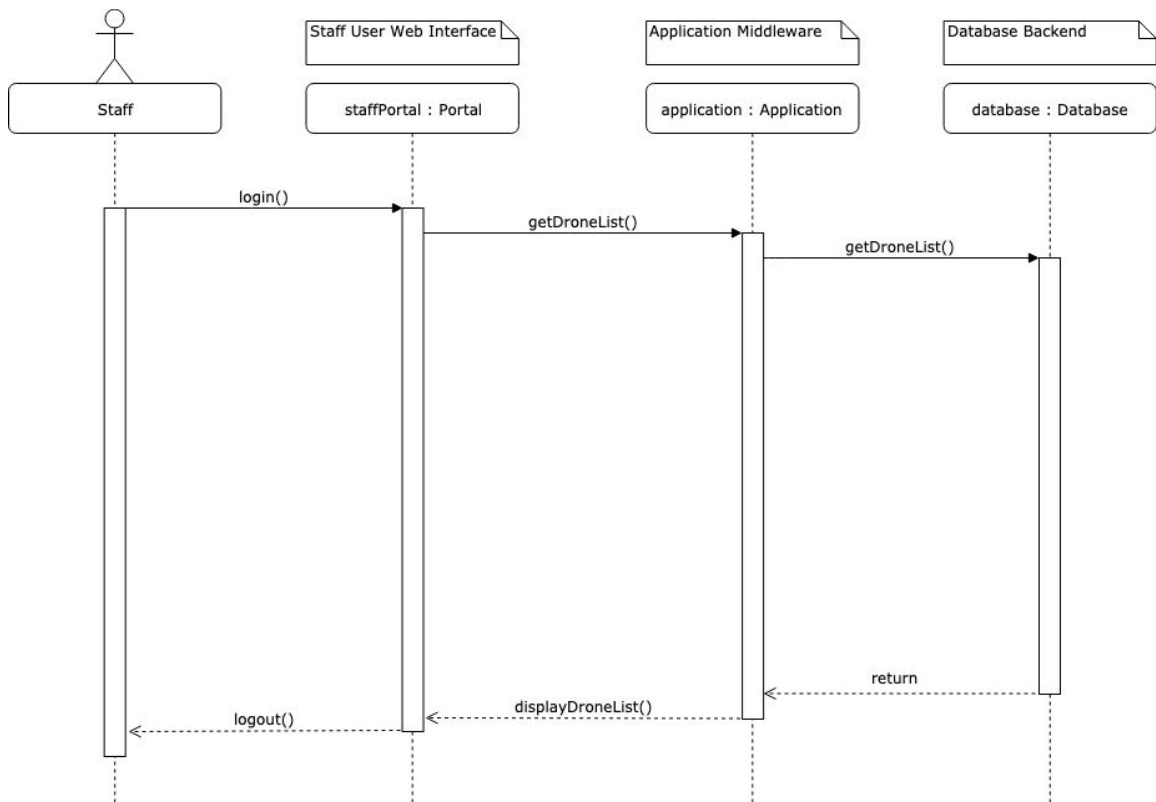 Staff User Web Interface
Application Middleware
Database Backend
Staff
staffPortal : Portal
application : Application
database : Database
login()
getDroneList()
getDroneList()
return
displayDroneList()
logout()